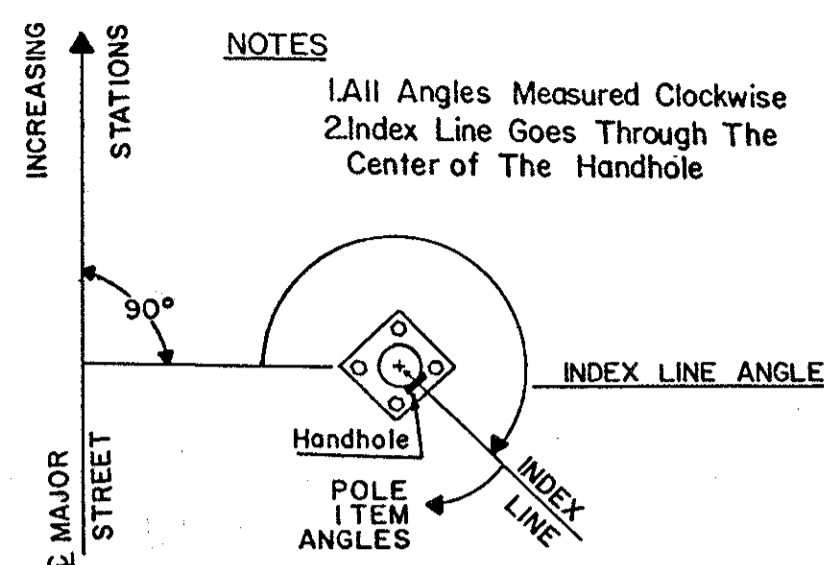 INCREASING
STATIONS
NOTES
1.All Angles Measured Clockwise
2.Index Line Goes Through The
Center of The Handhole
90°
INDEX LINE ANGLE
Handhole
POLE
ITEM
ANGLES
INDEX
LINE
℄ MAJOR
STREET